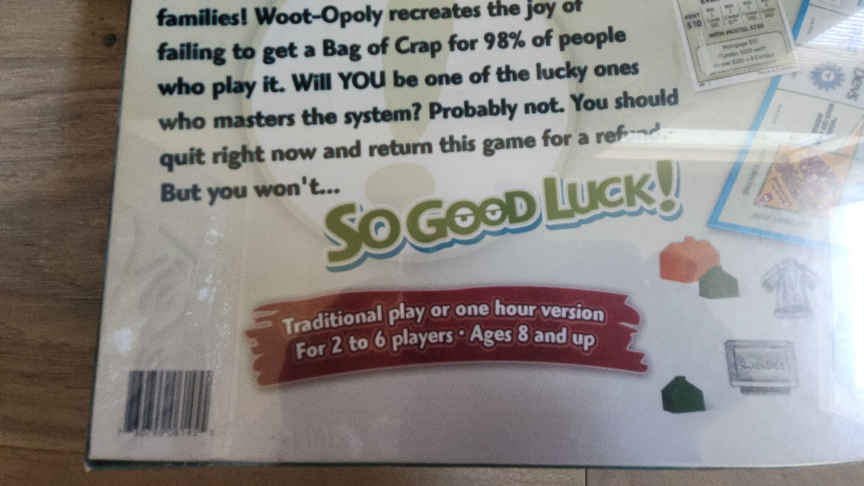 families! Woot-Opoly recreates the joy of
failing to get a Bag of Crap for 98% of people
who play it. Will YOU be one of the lucky ones
who masters the system? Probably not. You should
quit right now and return this game for a refund.
But you won't...
SO GOOD LUCK!
Traditional play or one hour version
For 2 to 6 players • Ages 8 and up